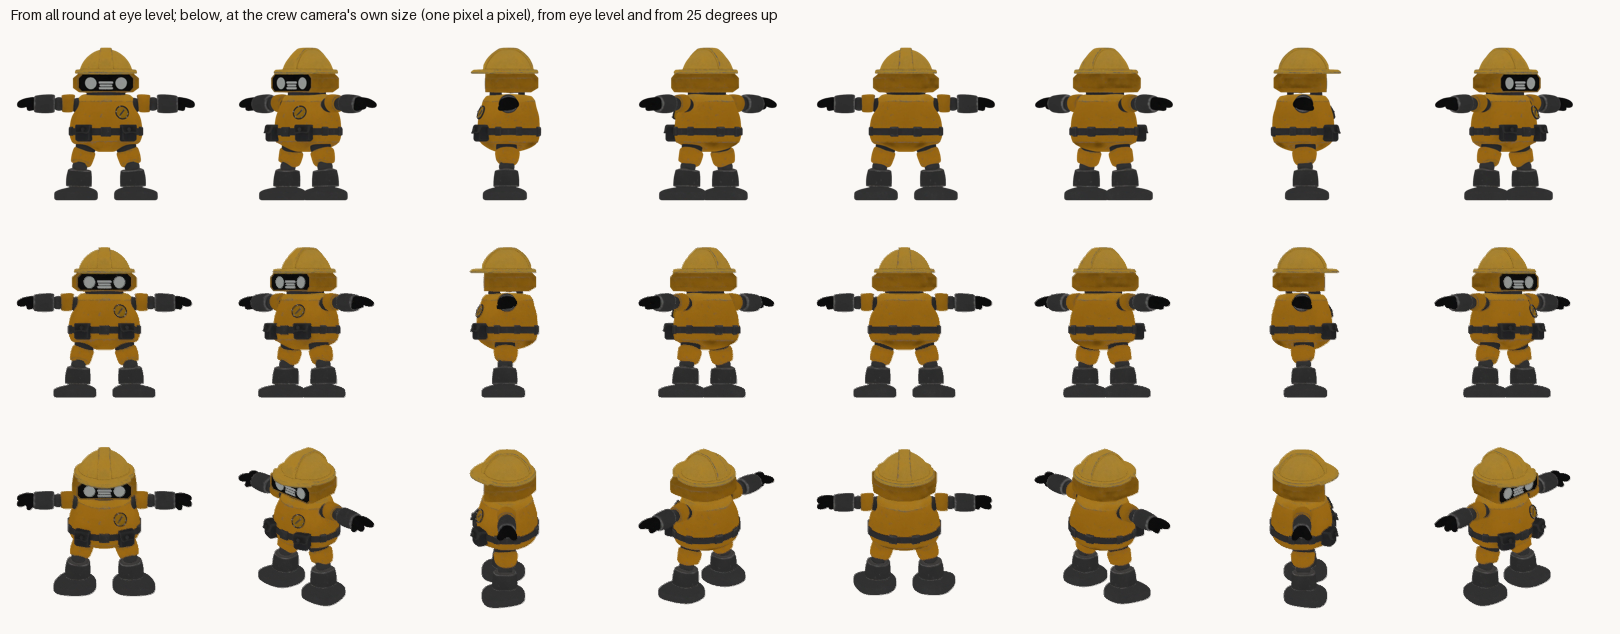 From all round at eye level; below, at the crew camera's own size (one pixel a pixel), from eye level and from 25 degrees up